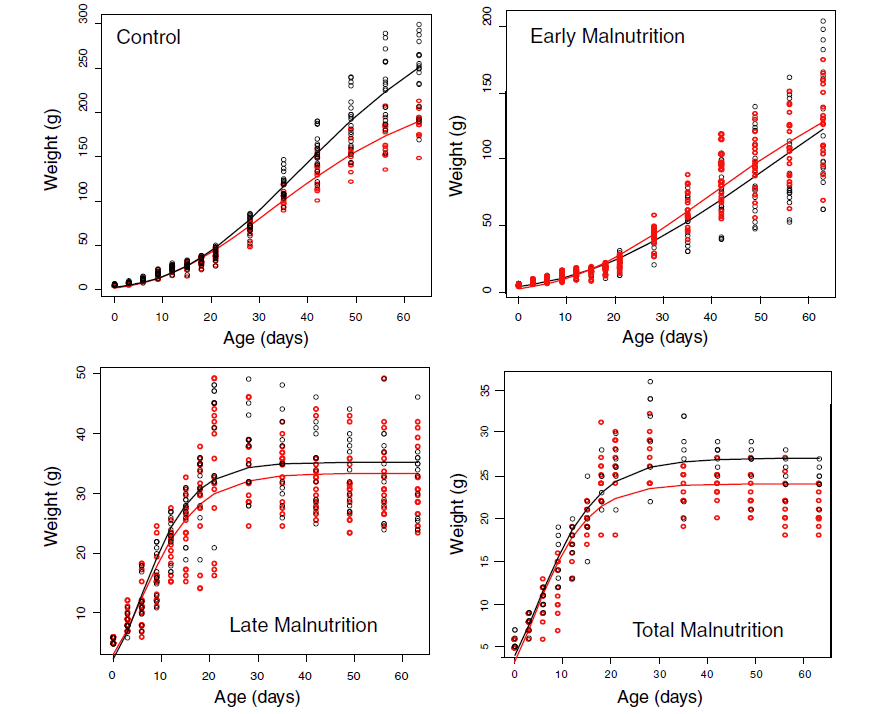 Control
Weight (g)
300
250
200
150
100
50
0
0 10 20 30 40 50 60
Age (days)
Early Malnutrition
Weight (g)
200
150
100
50
0
0 10 20 30 40 50 60
Age (days)
Late Malnutrition
Weight (g)
50
40
30
20
10
0 10 20 30 40 50 60
Age (days)
Total Malnutrition
Weight (g)
35
30
25
20
15
10
5
0 10 20 30 40 50 60
Age (days)